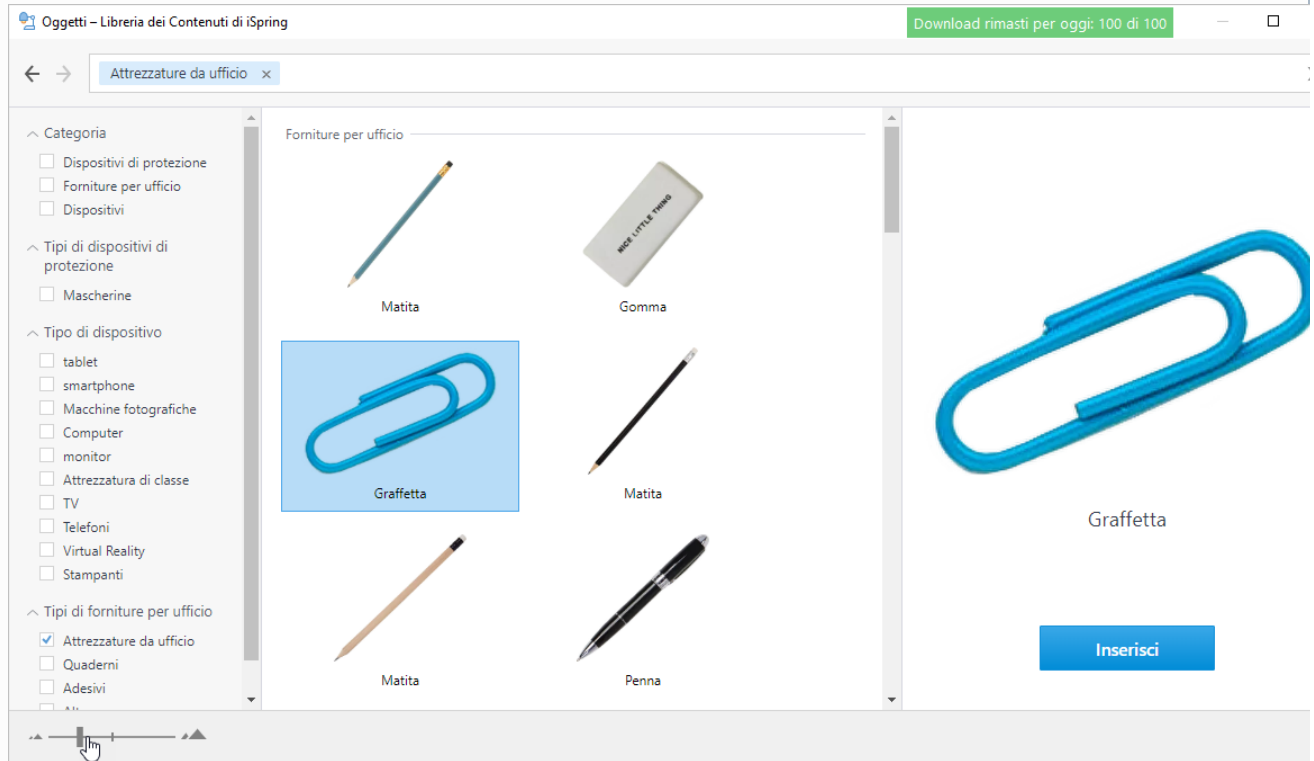 Oggetti – Libreria dei Contenuti di iSpring
Download rimasti per oggi: 100 di 100
Attrezzature da ufficio
Categoria
Dispositivi di protezione
Forniture per ufficio
Dispositivi
Tipi di dispositivi di
protezione
Mascherine
Tipo di dispositivo
tablet
smartphone
Macchine fotografiche
Computer
monitor
Attrezzatura di classe
TV
Telefoni
Virtual Reality
Stampanti
Tipi di forniture per ufficio
Attrezzature da ufficio
Quaderni
Adesivi
Forniture per ufficio
Matita
NICE LITTLE THING
Gomma
Graffetta
Matita
Matita
Penna
Graffetta
Inserisci